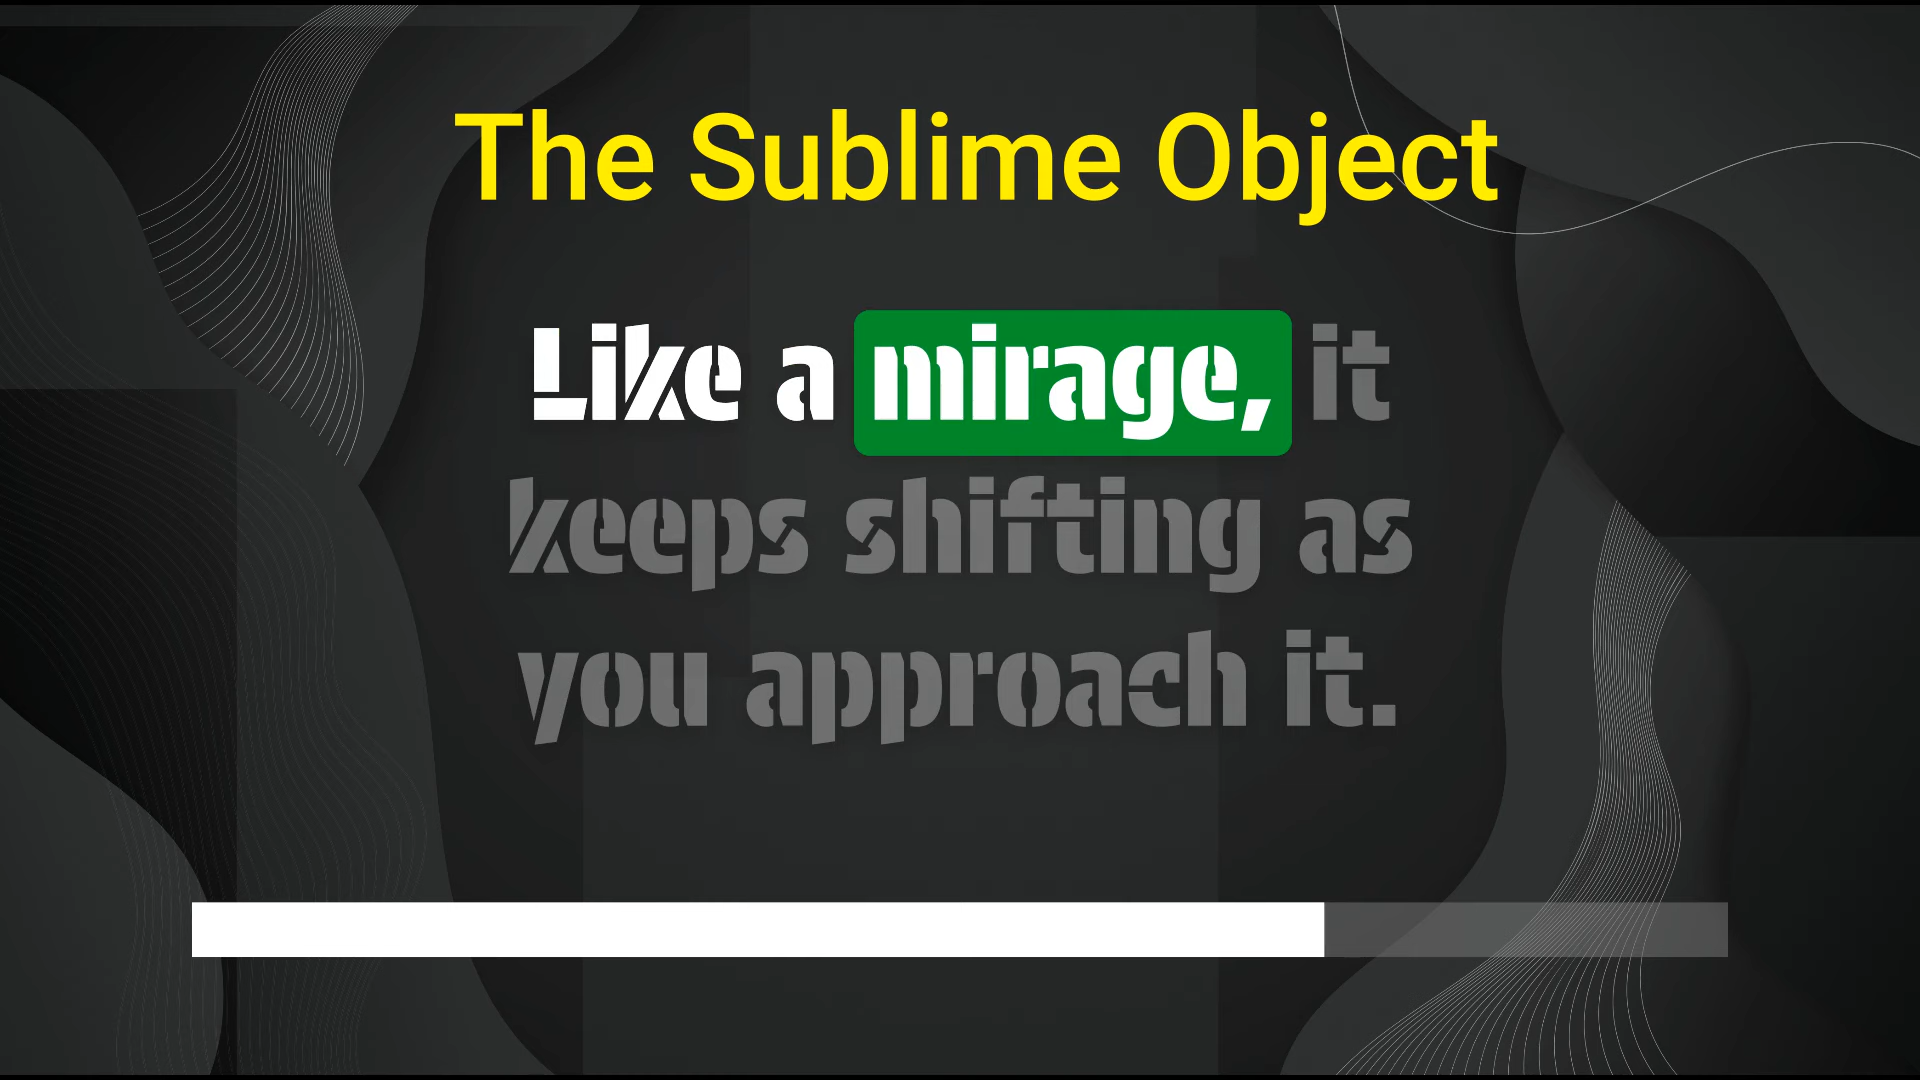 The Sublime Object
Like a mirage, it
keeps shifting as
you approach it.